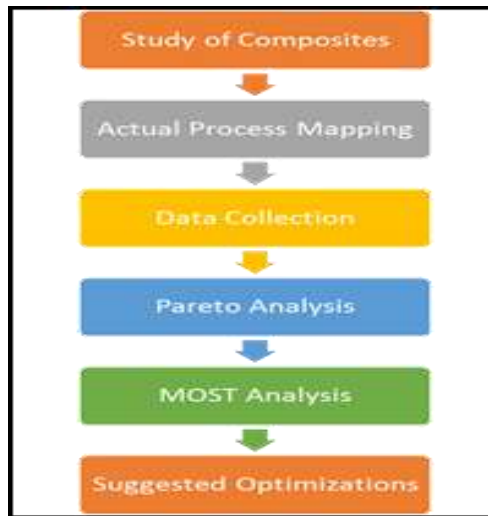 Study of Composites
Actual Process Mapping
Data Collection
Pareto Analysis
MOST Analysis
Suggested Optimizations